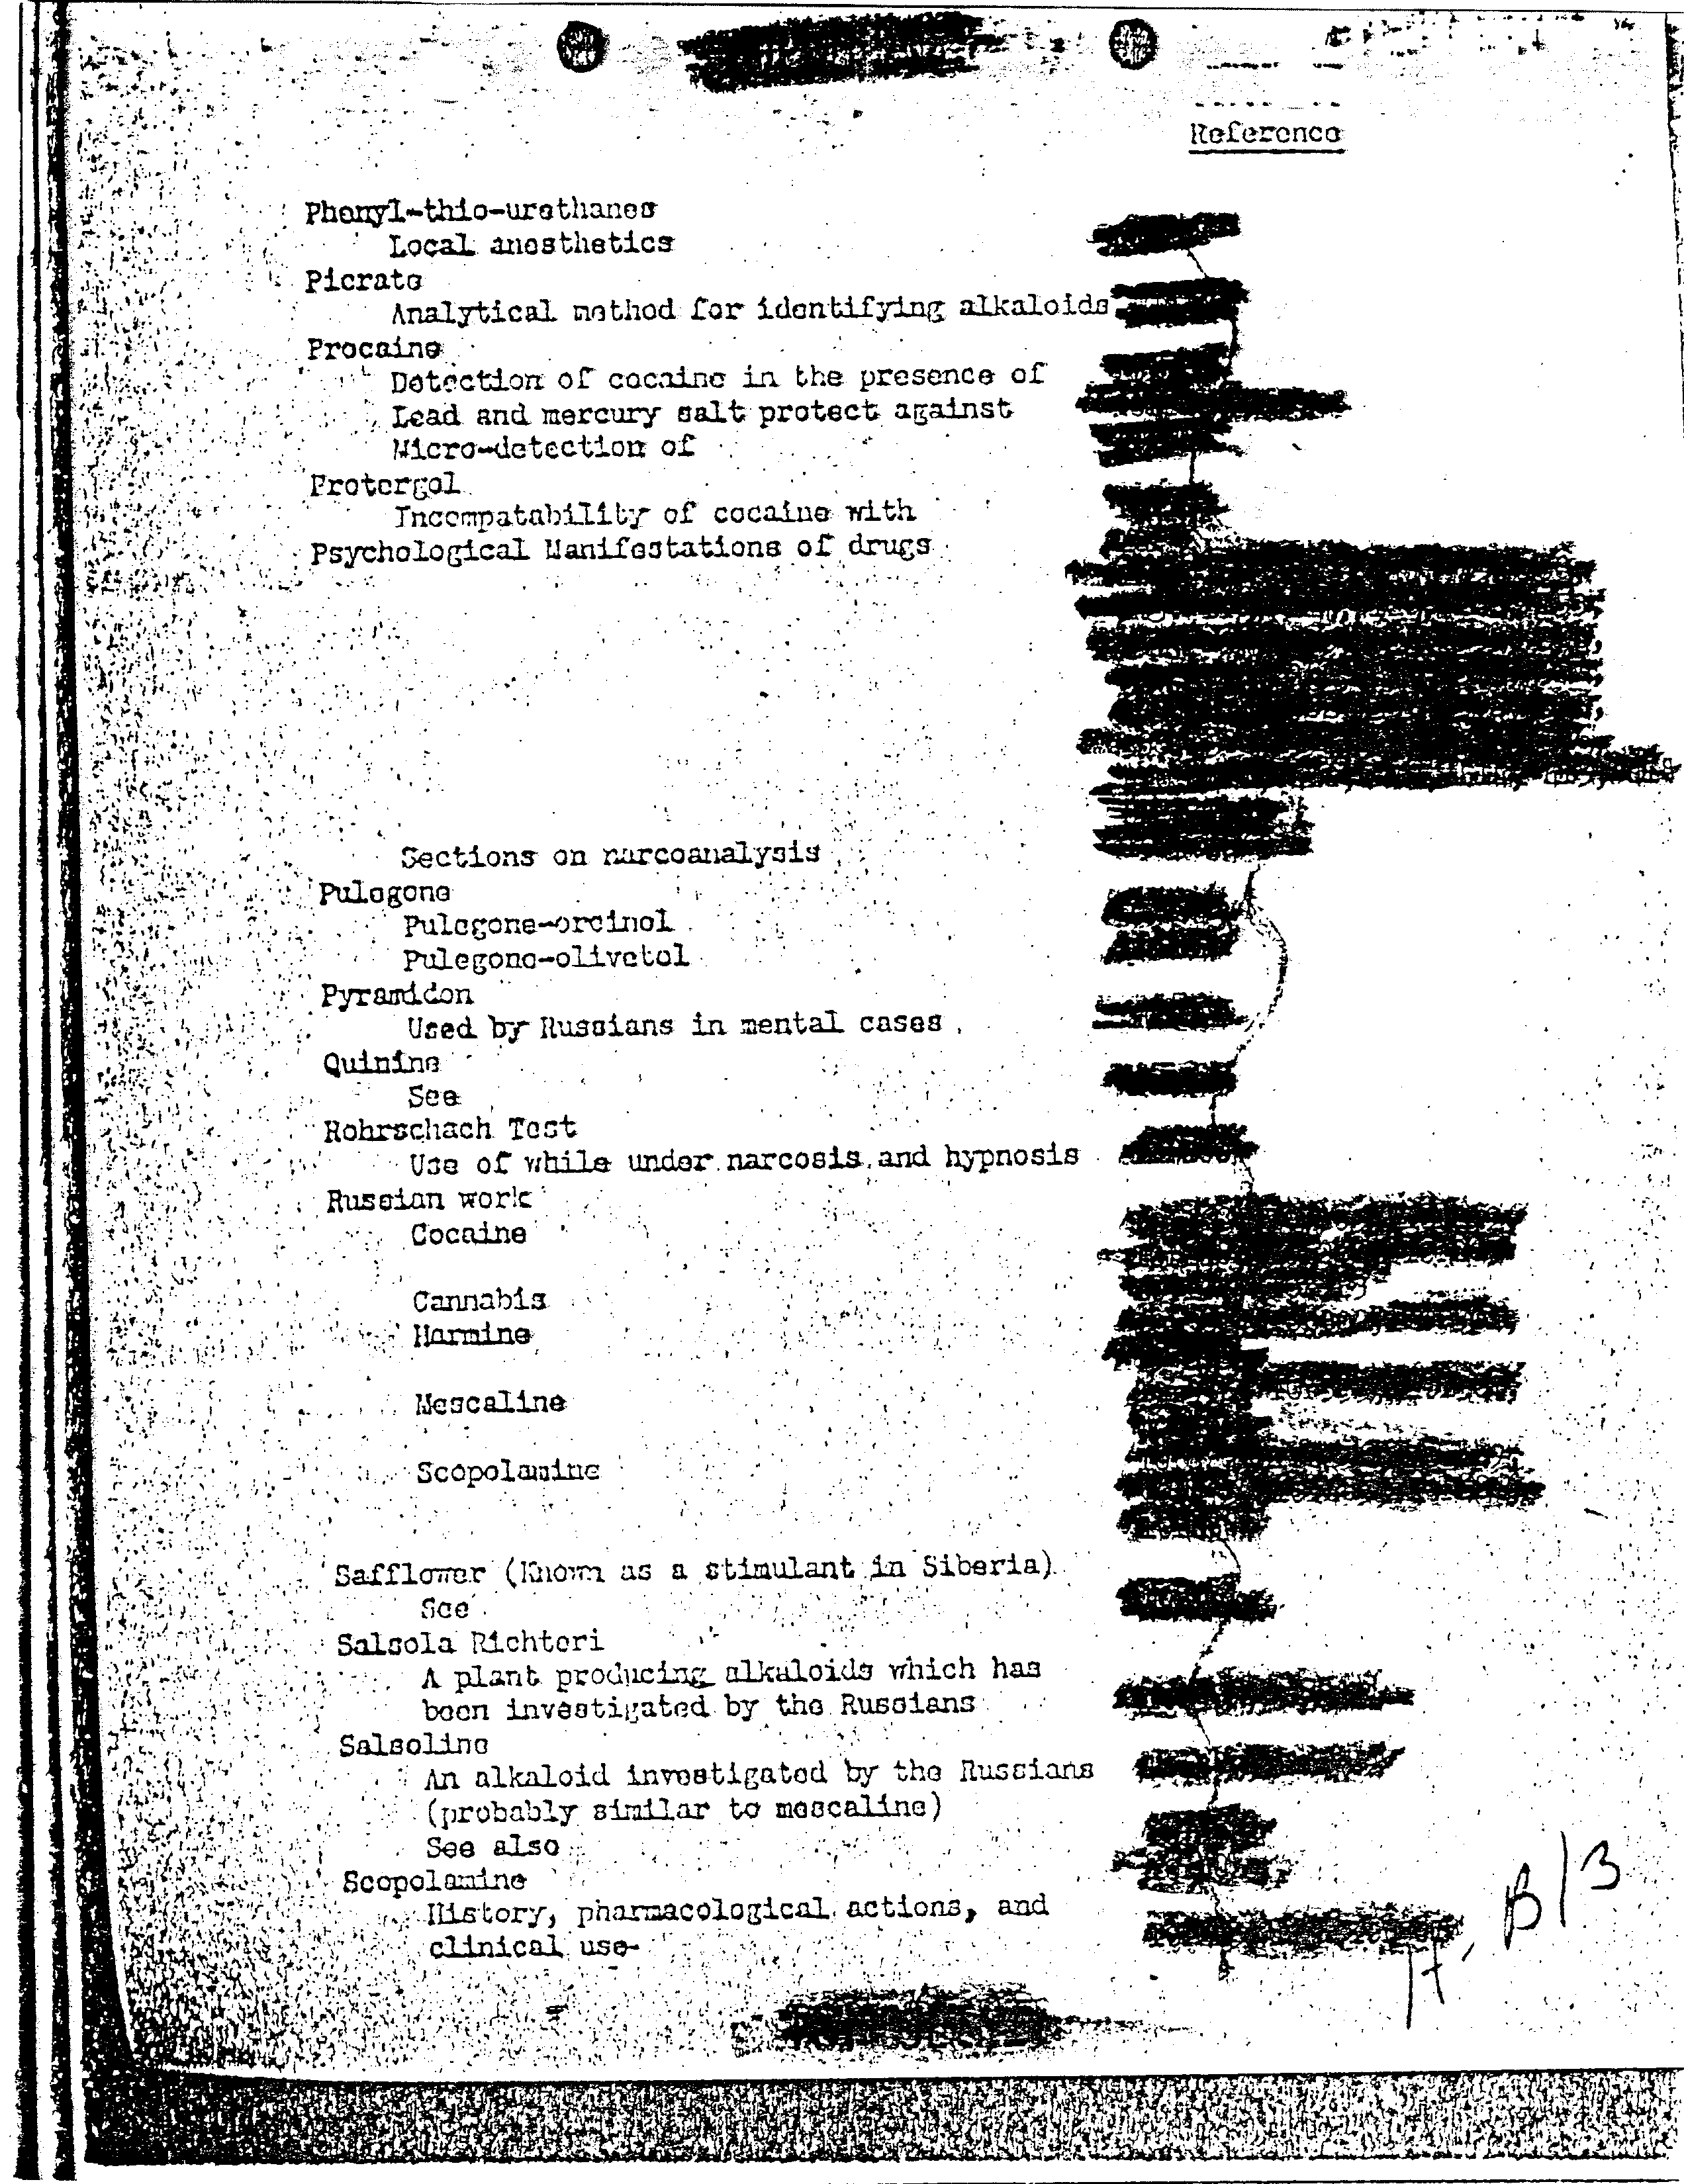 Reference
Phenyl-thio-urethanes
Local anesthetics
Picrate
Analytical method for identifying alkaloids
Procaine
Detection of cocaine in the presence of
Lead and mercury salt protect against
Micro-detection of
Protergol
Incompatability of cocaine with
Psychological Manifestations of drugs
Sections on narcoanalysis
Pulegone
Pulegone-orcinol
Pulegone-olivetol
Pyramidon
Used by Russians in mental cases
Quinine
See
Rohrschach Test
Use of while under narcosis and hypnosis
Russian work
Cocaine
Cannabis
Harmine
Mescaline
Scopolamine
Safflower (Known as a stimulant in Siberia)
See
Salsola Richteri
A plant producing alkaloids which has
been investigated by the Russians
Salsoline
An alkaloid investigated by the Russians
(probably similar to mescaline)
See also
Scopolamine
History, pharmacological actions, and
clinical use
A, B/3